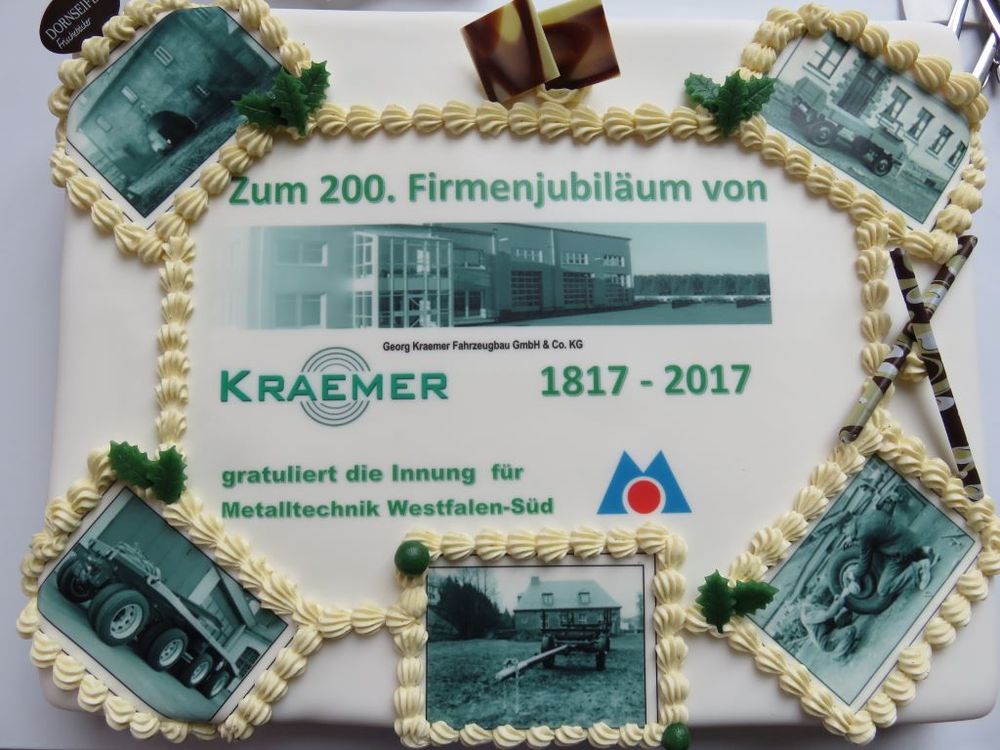 DORNSEIFER
Frischebäcker
Zum 200. Firmenjubiläum von
Georg Kraemer Fahrzeugbau GmbH & Co. KG
KRAEMER
1817 - 2017
gratuliert die Innung für
Metalltechnik Westfalen-Süd